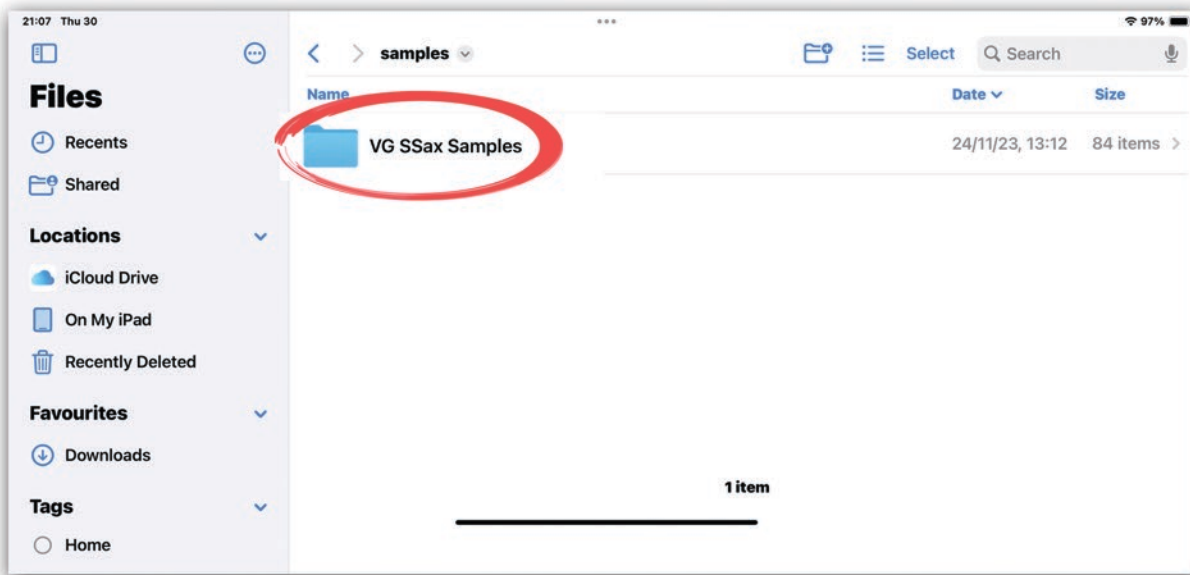 21:07 Thu 30
97%
samples
Select
Search
Files
Name
Date
Size
Recents
VG SSax Samples
24/11/23, 13:12
84 items
Shared
Locations
iCloud Drive
On My iPad
Recently Deleted
Favourites
Downloads
1 item
Tags
Home